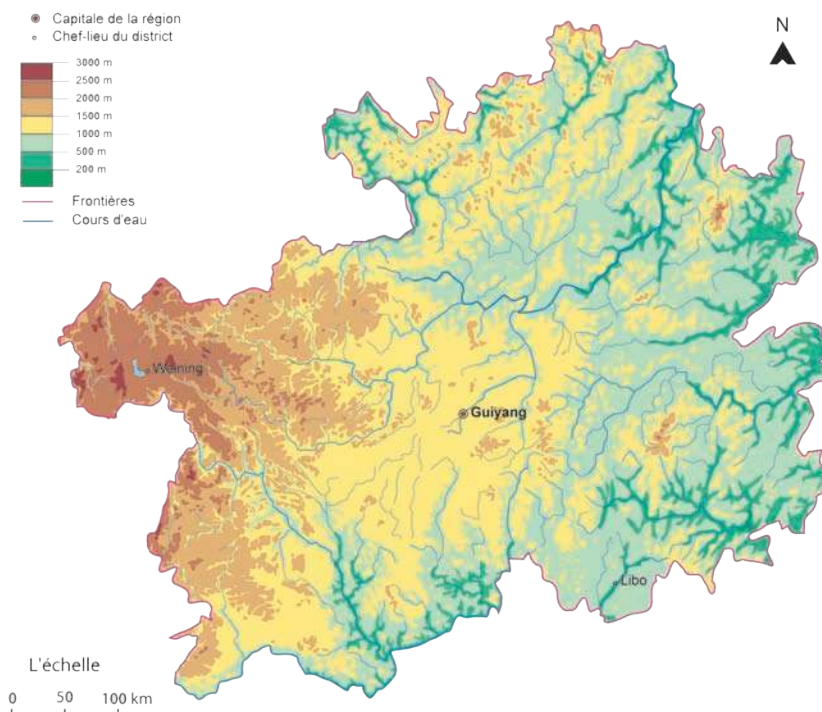 Capitale de la région
Chef-lieu du district
N
3000 m
2500 m
2000 m
1500 m
1000 m
500 m
200 m
Frontières
Cours d'eau
Weining
Guiyang
Libo
L'échelle
0 50 100 km